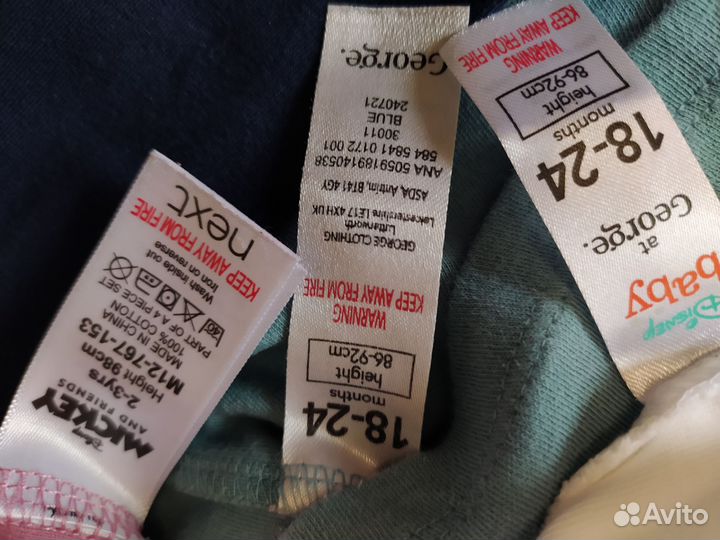 next
KEEP AWAY FROM FIRE
Iron on reverse
Wash inside out
PART OF A 4 PIECE SET
100% COTTON
MADE IN CHINA
M12-767-153
Height 98cm
2-3yrs
Disney
MICKEY
AND FRIENDS
George.
240721
BLUE
30011
584 5841 0172 001
ANA 5059189140538
ASDA, Antrim, BT41 4GY
Leicestershire LE17 4XH UK
Lutterworth
GEORGE CLOTHING
KEEP AWAY FROM FIRE
WARNING
86-92cm
height
months
18-24
KEEP AWAY FROM FIRE
WARNING
86-92cm
height
months
18-24
at
George.
baby
Disney
Avito